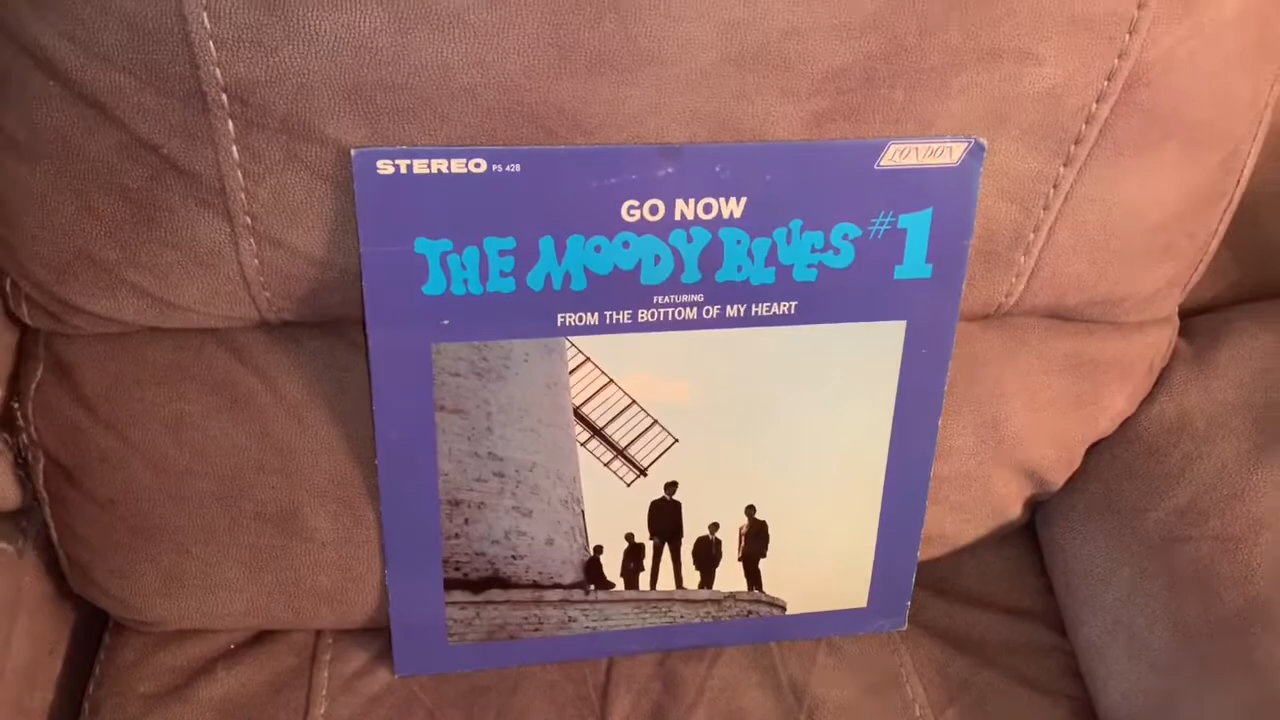 STEREO PS 428
LONDON
GO NOW
THE MOODY BLUES #1
FEATURING
FROM THE BOTTOM OF MY HEART